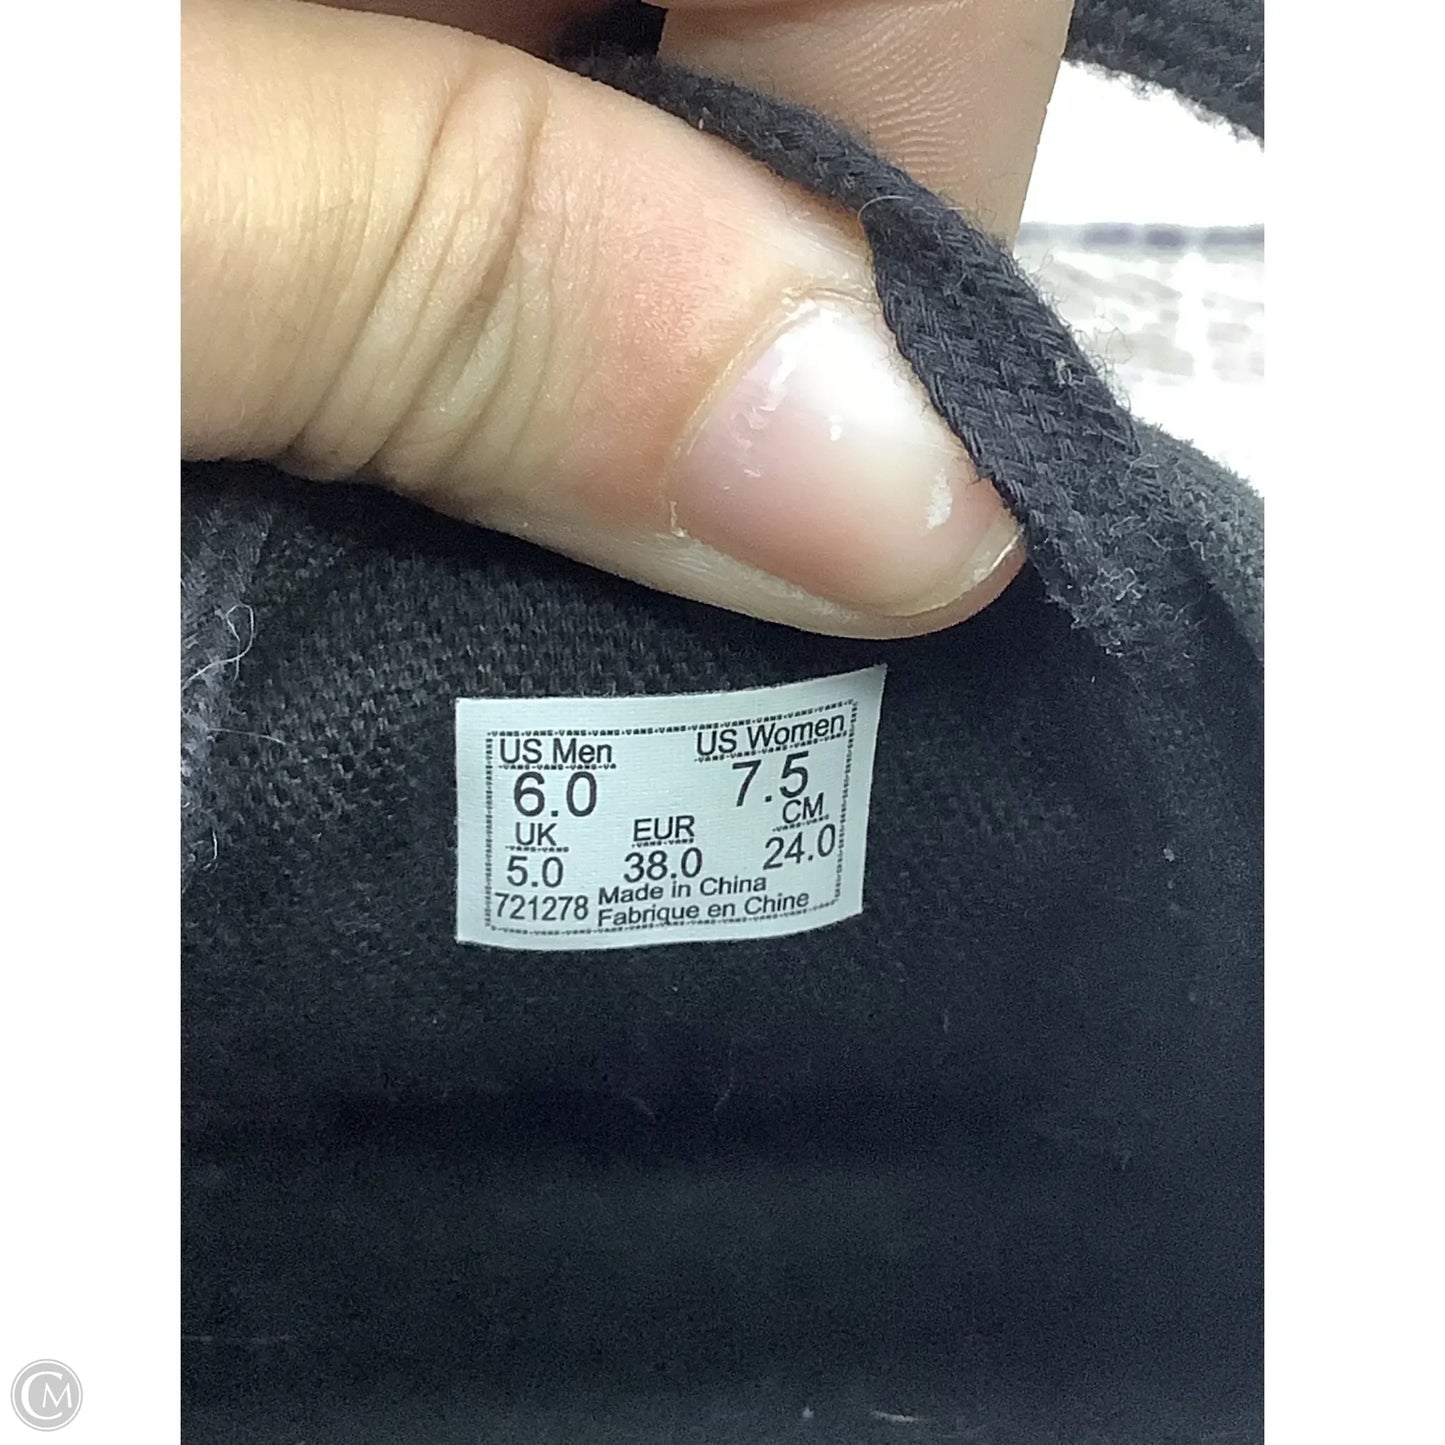 US Men US Women
6.0 7.5
UK EUR CM
5.0 38.0 24.0
721278 Made in China
Fabrique en Chine
CM